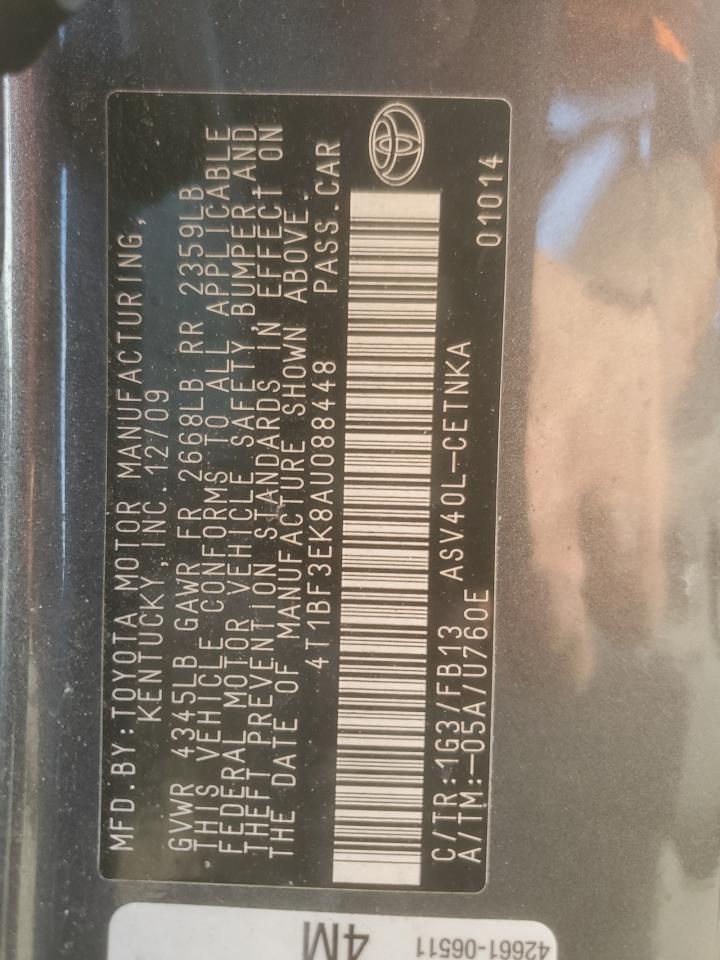 MFD.BY:TOYOTA MOTOR MANUFACTURING,
KENTUCKY,INC.12/09
GVWR 4345LB GAWR FR 2668LB RR 2359LB
THIS VEHICLE CONFORMS TO ALL APPLICABLE
FEDERAL MOTOR VEHICLE SAFETY, BUMPER AND
THEFT PREVENTION STANDARDS IN EFFECT ON
THE DATE OF MANUFACTURE SHOWN ABOVE.
4T1BF3EK8AU088448 PASS.CAR
C/TR:1G3/FB13 ASV40L-CETNKA 01014
A/TM:-05A/U760E
4M
42661-06511